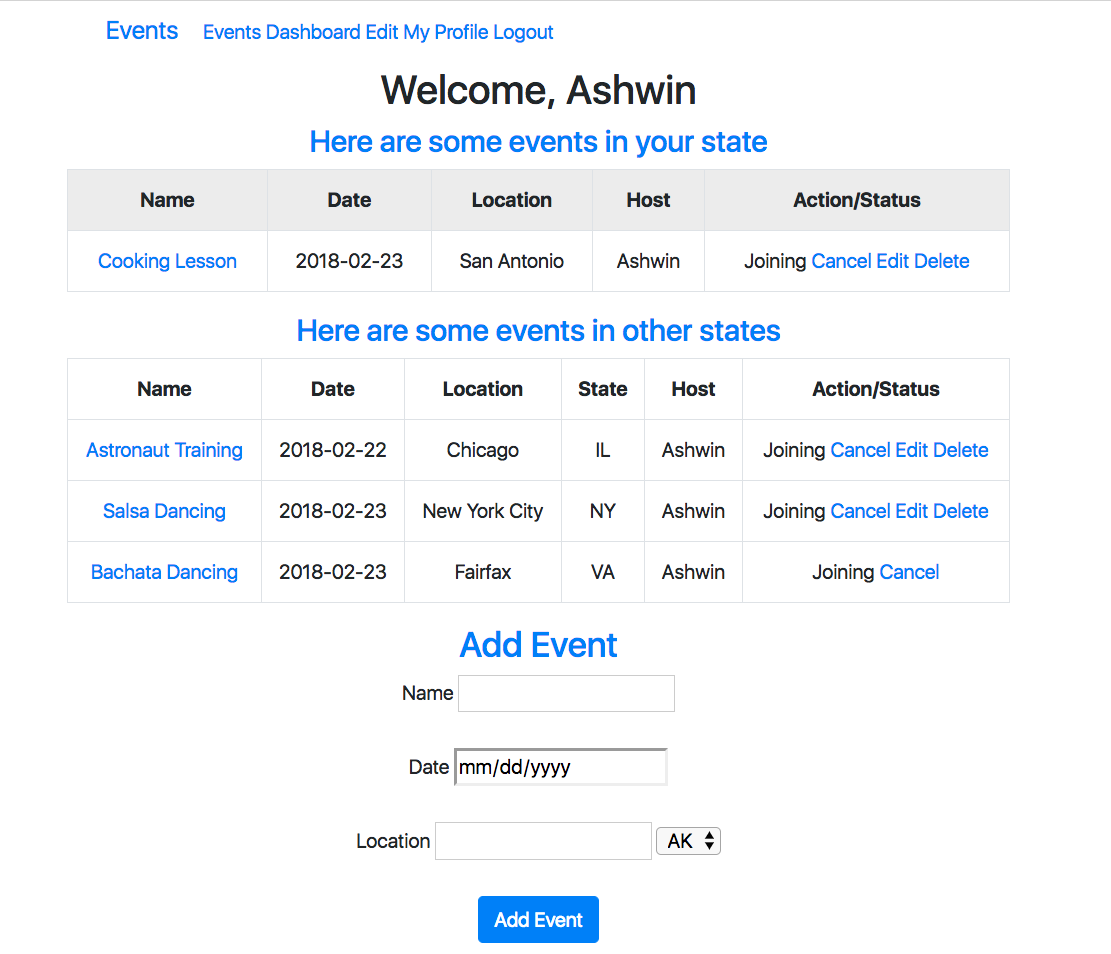 Events Events Dashboard Edit My Profile Logout
Welcome, Ashwin
Here are some events in your state
Name Date Location Host Action/Status
Cooking Lesson 2018-02-23 San Antonio Ashwin Joining Cancel Edit Delete
Here are some events in other states
Name Date Location State Host Action/Status
Astronaut Training 2018-02-22 Chicago IL Ashwin Joining Cancel Edit Delete
Salsa Dancing 2018-02-23 New York City NY Ashwin Joining Cancel Edit Delete
Bachata Dancing 2018-02-23 Fairfax VA Ashwin Joining Cancel
Add Event
Name
Date mm/dd/yyyy
Location AK
Add Event